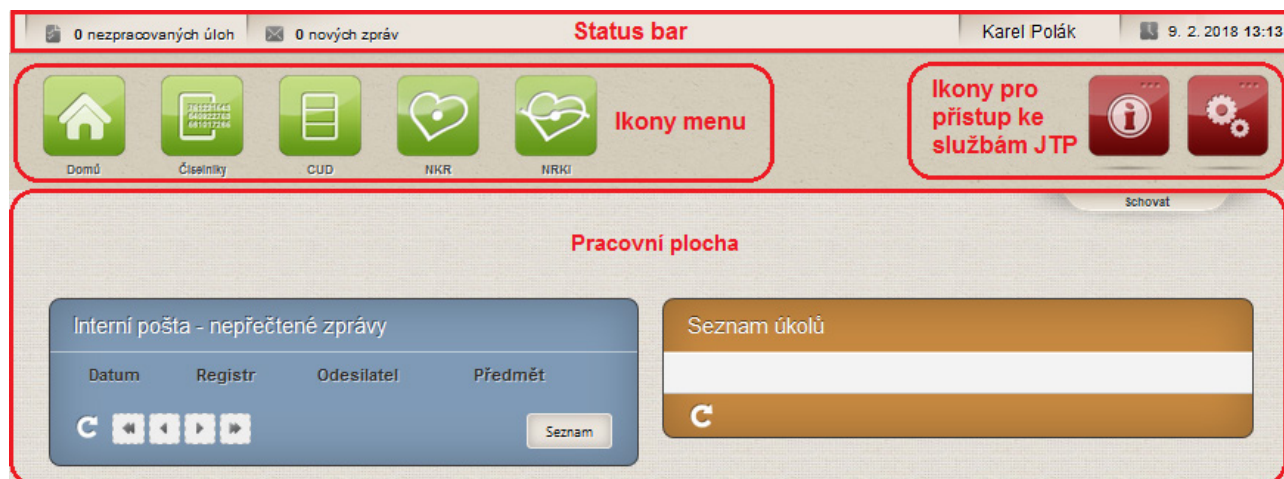 0 nezpracovaných úloh 0 nových zpráv Status bar Karel Polák 9. 2. 2018 13:13
Ikony menu
Domů Číselníky CUD NKR NRKI
Ikony pro
přístup ke
službám JTP
Schovat
Pracovní plocha
Interní pošta - nepřečtené zprávy
Datum Registr Odesilatel Předmět
Seznam
Seznam úkolů